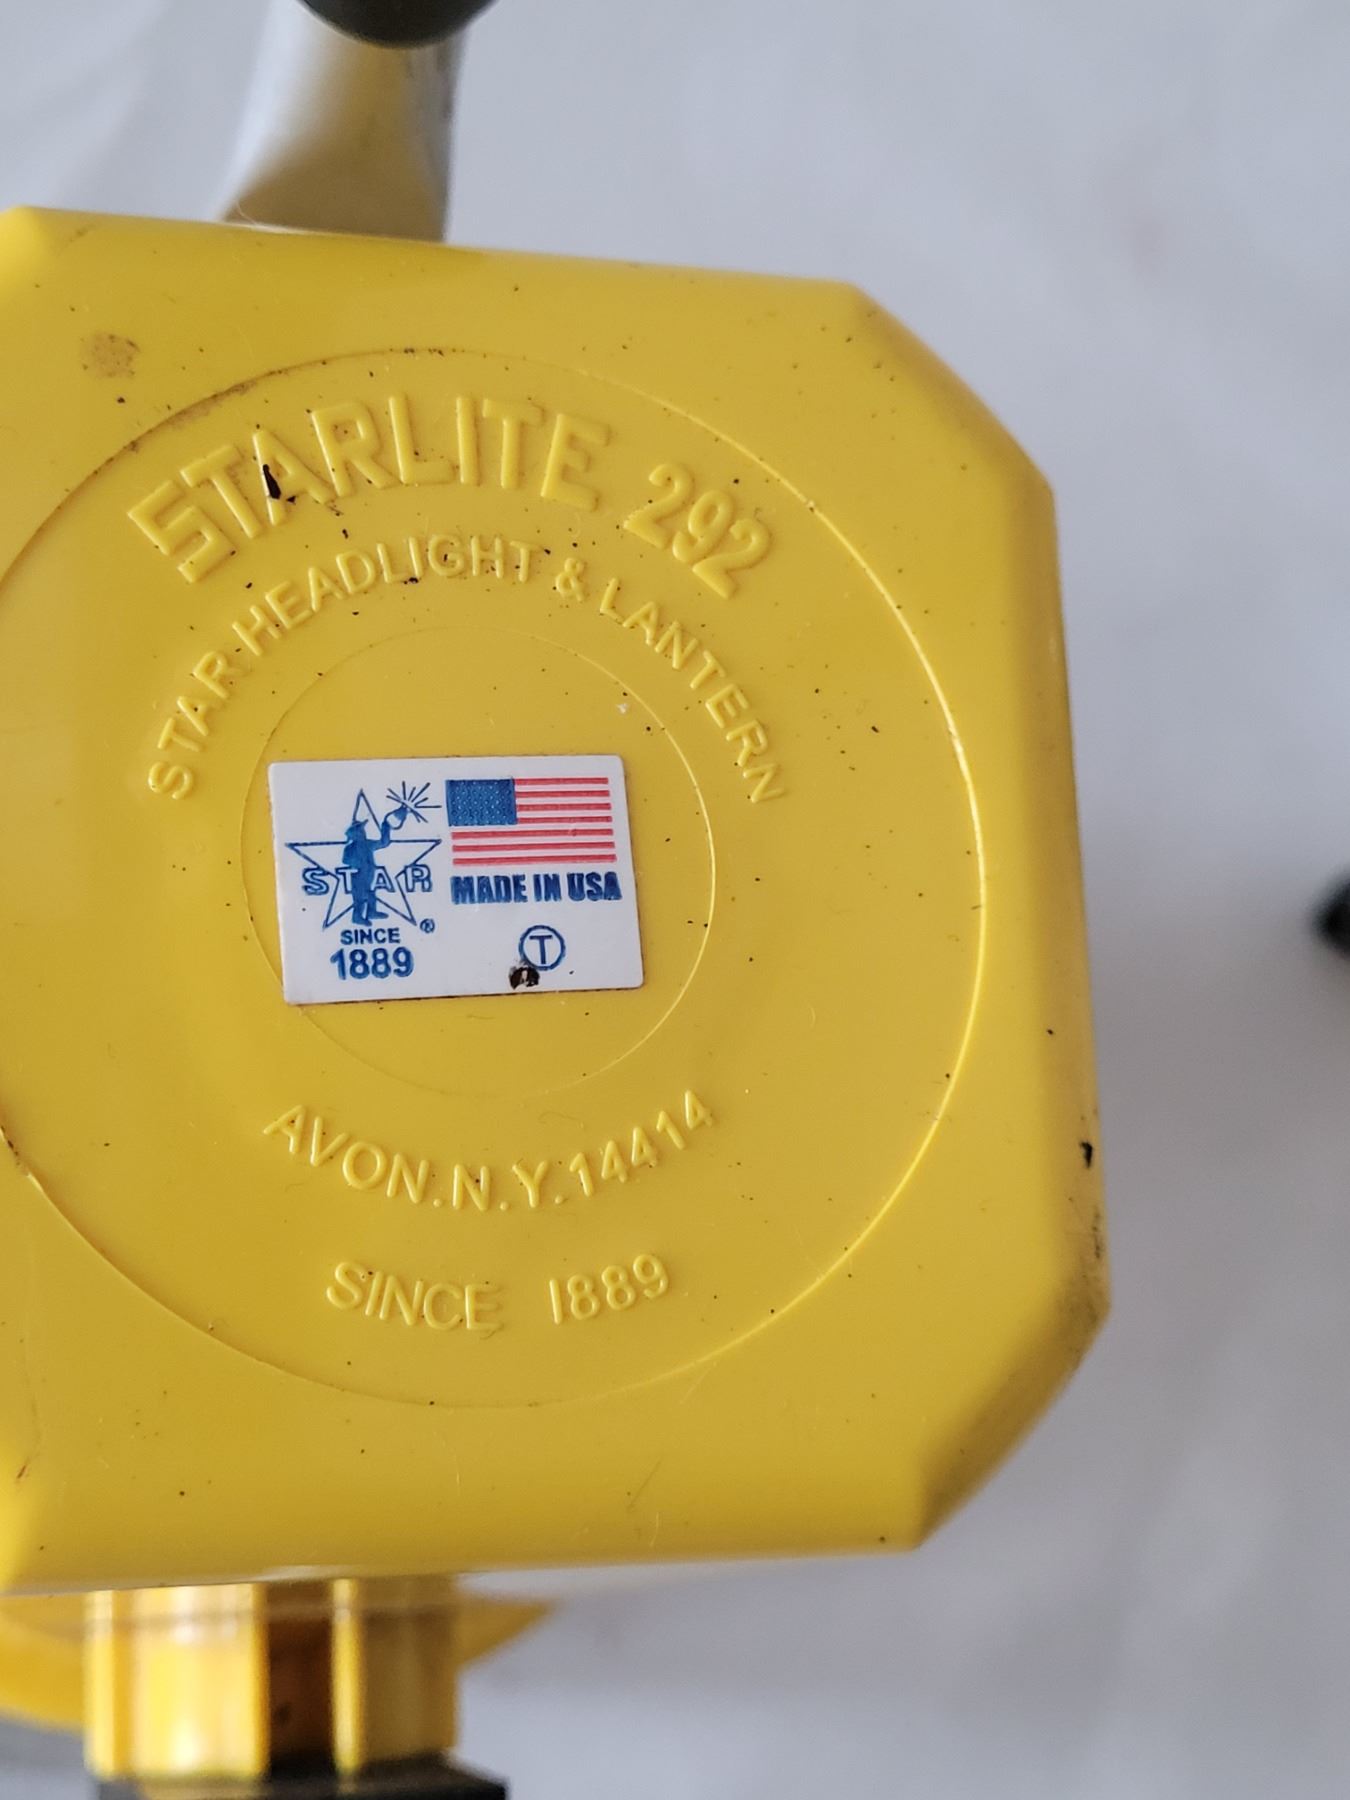 STARLITE 292
STAR HEADLIGHT & LANTERN
STAR
®
SINCE
1889
MADE IN USA
T
AVON.N.Y.14414
SINCE 1889